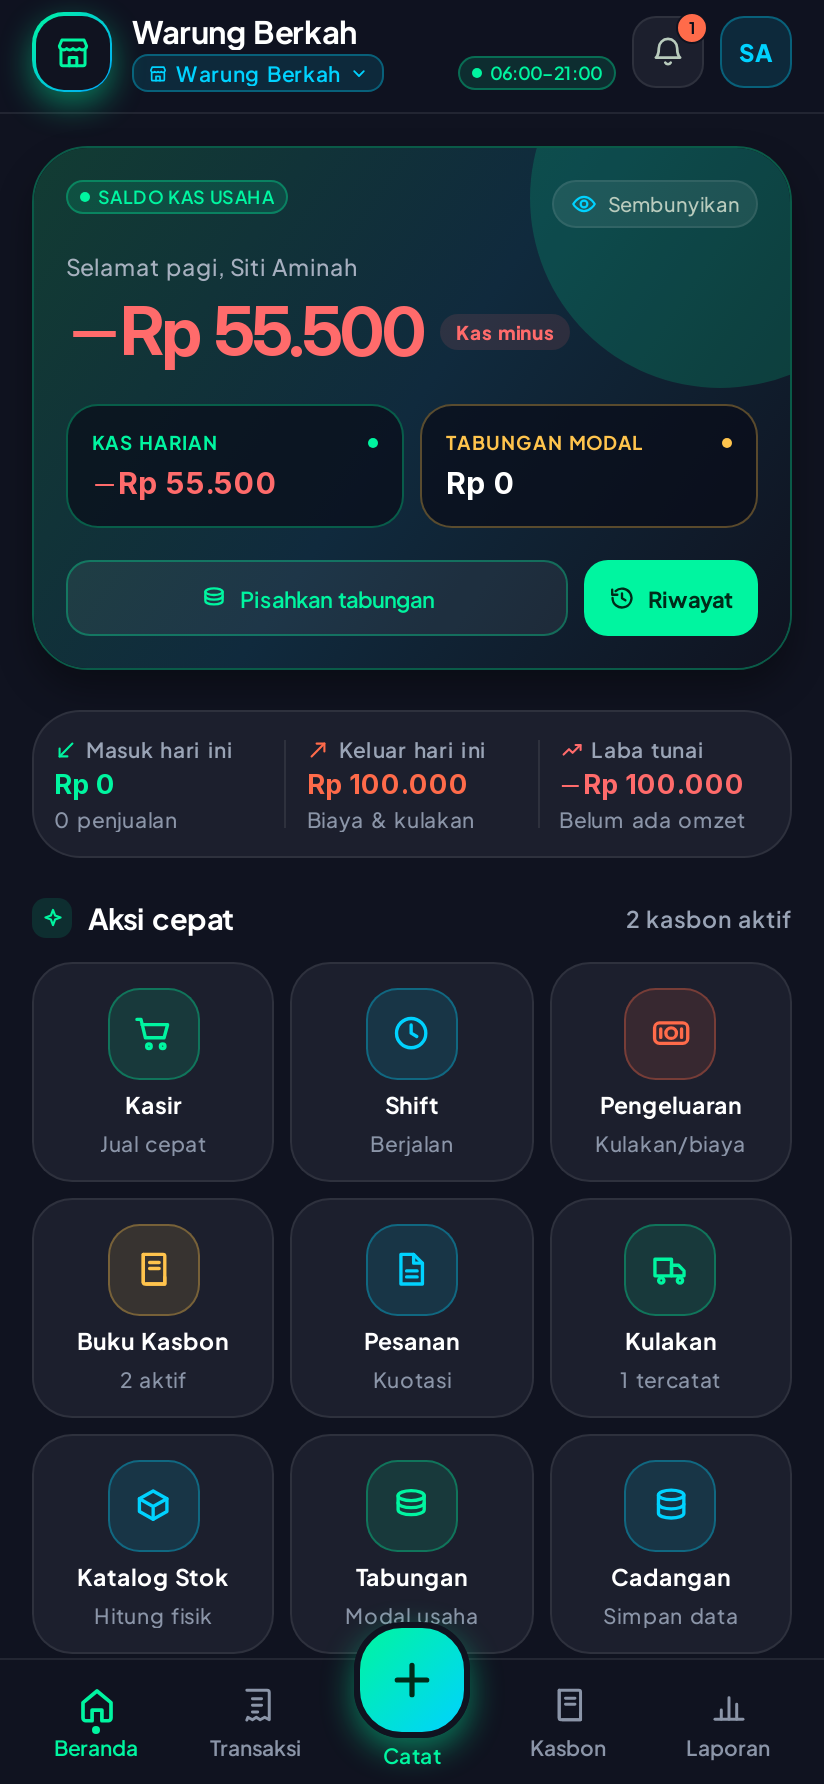 Warung Berkah
Warung Berkah
06:00–21:00
1
SA
SALDO KAS USAHA
Sembunyikan
Selamat pagi, Siti Aminah
−Rp 55.500
Kas minus
KAS HARIAN
−Rp 55.500
TABUNGAN MODAL
Rp 0
Pisahkan tabungan
Riwayat
Masuk hari ini
Rp 0
0 penjualan
Keluar hari ini
Rp 100.000
Biaya & kulakan
Laba tunai
−Rp 100.000
Belum ada omzet
Aksi cepat
2 kasbon aktif
Kasir
Jual cepat
Shift
Berjalan
Pengeluaran
Kulakan/biaya
Buku Kasbon
2 aktif
Pesanan
Kuotasi
Kulakan
1 tercatat
Katalog Stok
Hitung fisik
Tabungan
Modal usaha
Cadangan
Simpan data
Beranda
Transaksi
Catat
Kasbon
Laporan